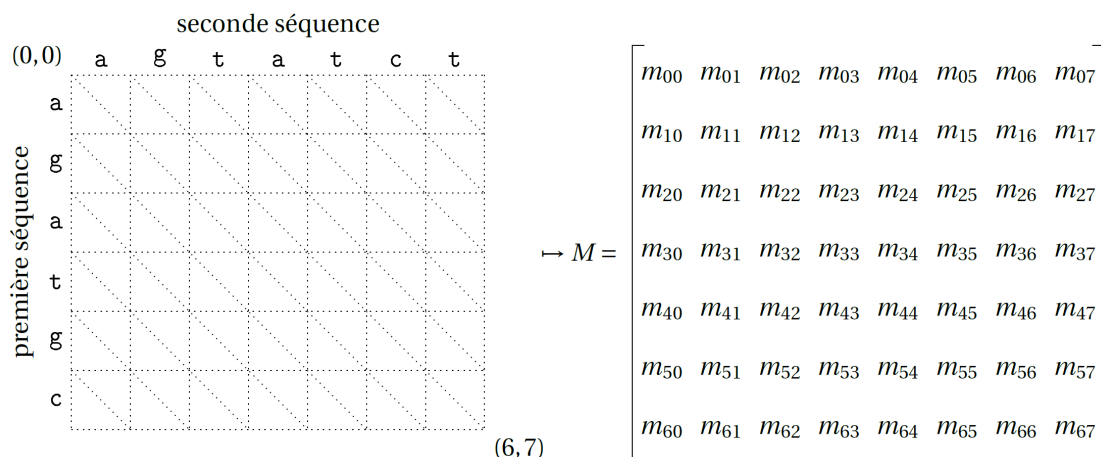 seconde séquence
(0,0) a g t a t c t
première séquence
a
g
a
t
g
c
(6,7)
↦ M =
m00 m01 m02 m03 m04 m05 m06 m07
m10 m11 m12 m13 m14 m15 m16 m17
m20 m21 m22 m23 m24 m25 m26 m27
m30 m31 m32 m33 m34 m35 m36 m37
m40 m41 m42 m43 m44 m45 m46 m47
m50 m51 m52 m53 m54 m55 m56 m57
m60 m61 m62 m63 m64 m65 m66 m67